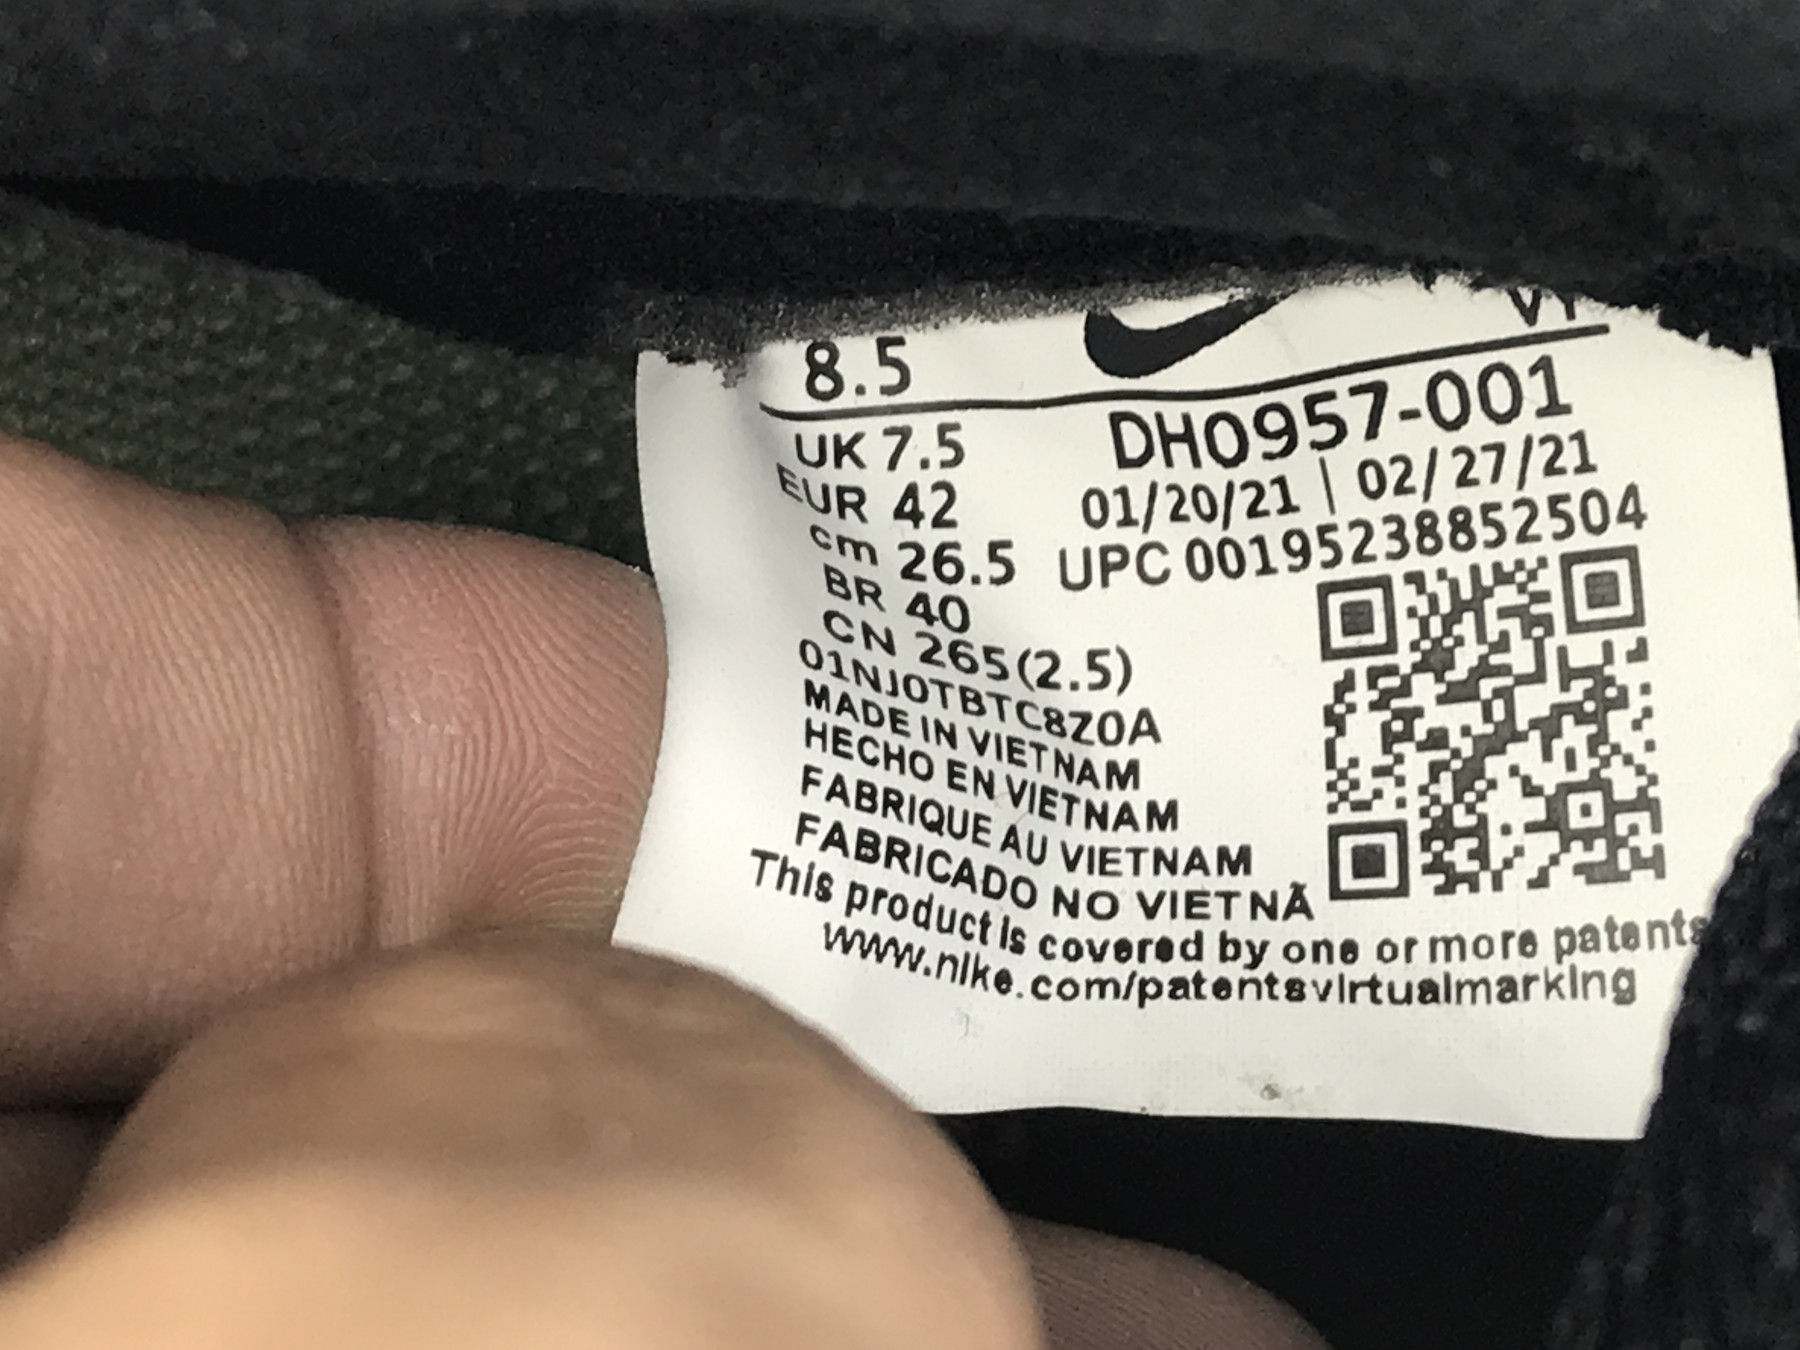 8.5
UK 7.5
EUR 42
cm 26.5
BR 40
CN 265(2.5)
DH0957-001
01/20/21 | 02/27/21
UPC 00195238852504
01NJ0TBTC8Z0A
MADE IN VIETNAM
HECHO EN VIETNAM
FABRIQUE AU VIETNAM
FABRICADO NO VIETNÃ
This product is covered by one or more patents
www.nike.com/patentsvirtualmarking